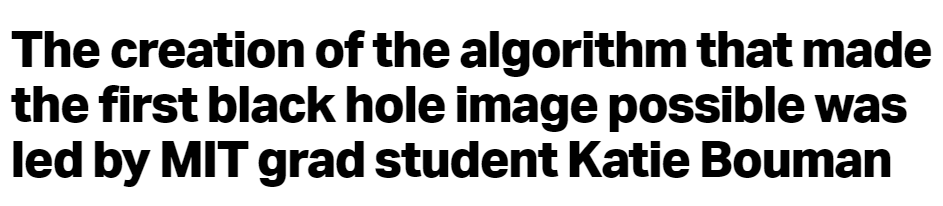 The creation of the algorithm that made
the first black hole image possible was
led by MIT grad student Katie Bouman